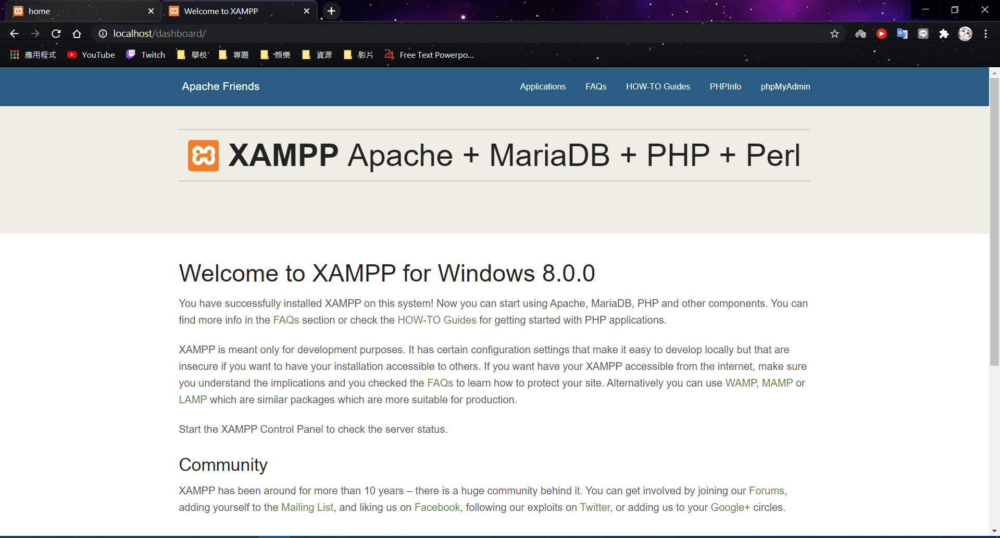 home
Welcome to XAMPP
localhost/dashboard/
應用程式 YouTube Twitch 學校 專題 娛樂 資源 影片 Free Text Powerpo...
Apache Friends Applications FAQs HOW-TO Guides PHPInfo phpMyAdmin
XAMPP Apache + MariaDB + PHP + Perl
Welcome to XAMPP for Windows 8.0.0
You have successfully installed XAMPP on this system! Now you can start using Apache, MariaDB, PHP and other components. You can
find more info in the FAQs section or check the HOW-TO Guides for getting started with PHP applications.
XAMPP is meant only for development purposes. It has certain configuration settings that make it easy to develop locally but that are
insecure if you want to have your installation accessible to others. If you want have your XAMPP accessible from the internet, make sure
you understand the implications and you checked the FAQs to learn how to protect your site. Alternatively you can use WAMP, MAMP or
LAMP which are similar packages which are more suitable for production.
Start the XAMPP Control Panel to check the server status.
Community
XAMPP has been around for more than 10 years – there is a huge community behind it. You can get involved by joining our Forums,
adding yourself to the Mailing List, and liking us on Facebook, following our exploits on Twitter, or adding us to your Google+ circles.